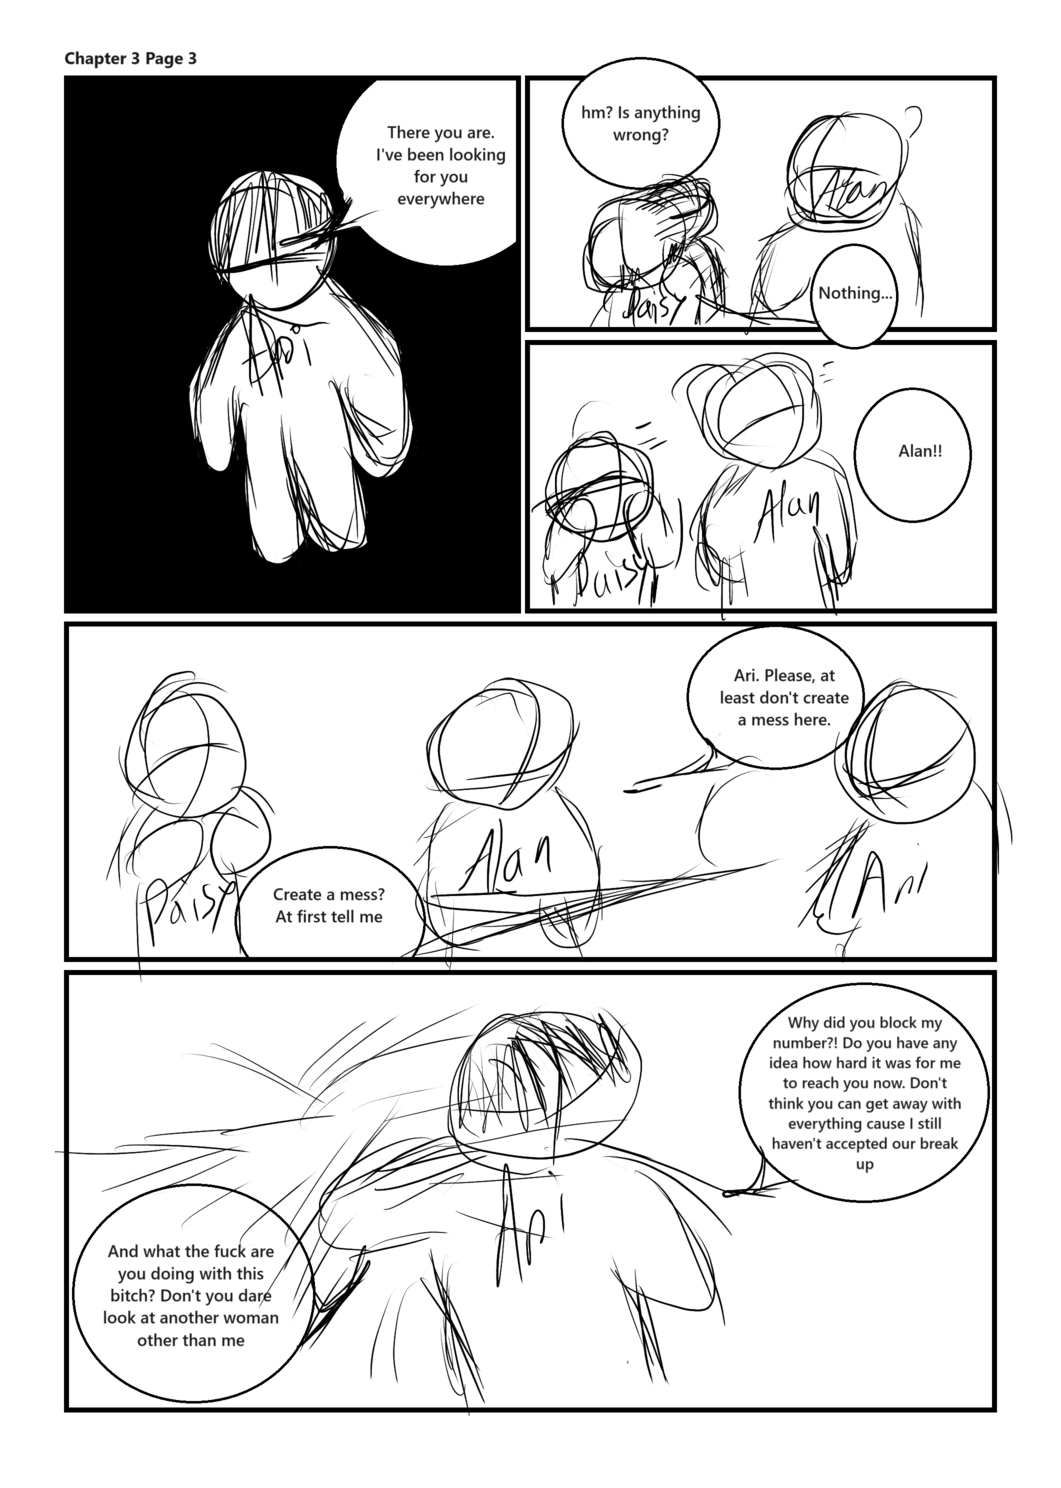 Chapter 3 Page 3
There you are.
I've been looking
for you
everywhere
Ari
hm? Is anything
wrong?
Alan
Daisy
Nothing...
Alan!!
Alan
Daisy
Ari. Please, at
least don't create
a mess here.
Daisy
Alan
Ari
Create a mess?
At first tell me
Why did you block my
number?! Do you have any
idea how hard it was for me
to reach you now. Don't
think you can get away with
everything cause I still
haven't accepted our break
up
Ari
And what the fuck are
you doing with this
bitch? Don't you dare
look at another woman
other than me